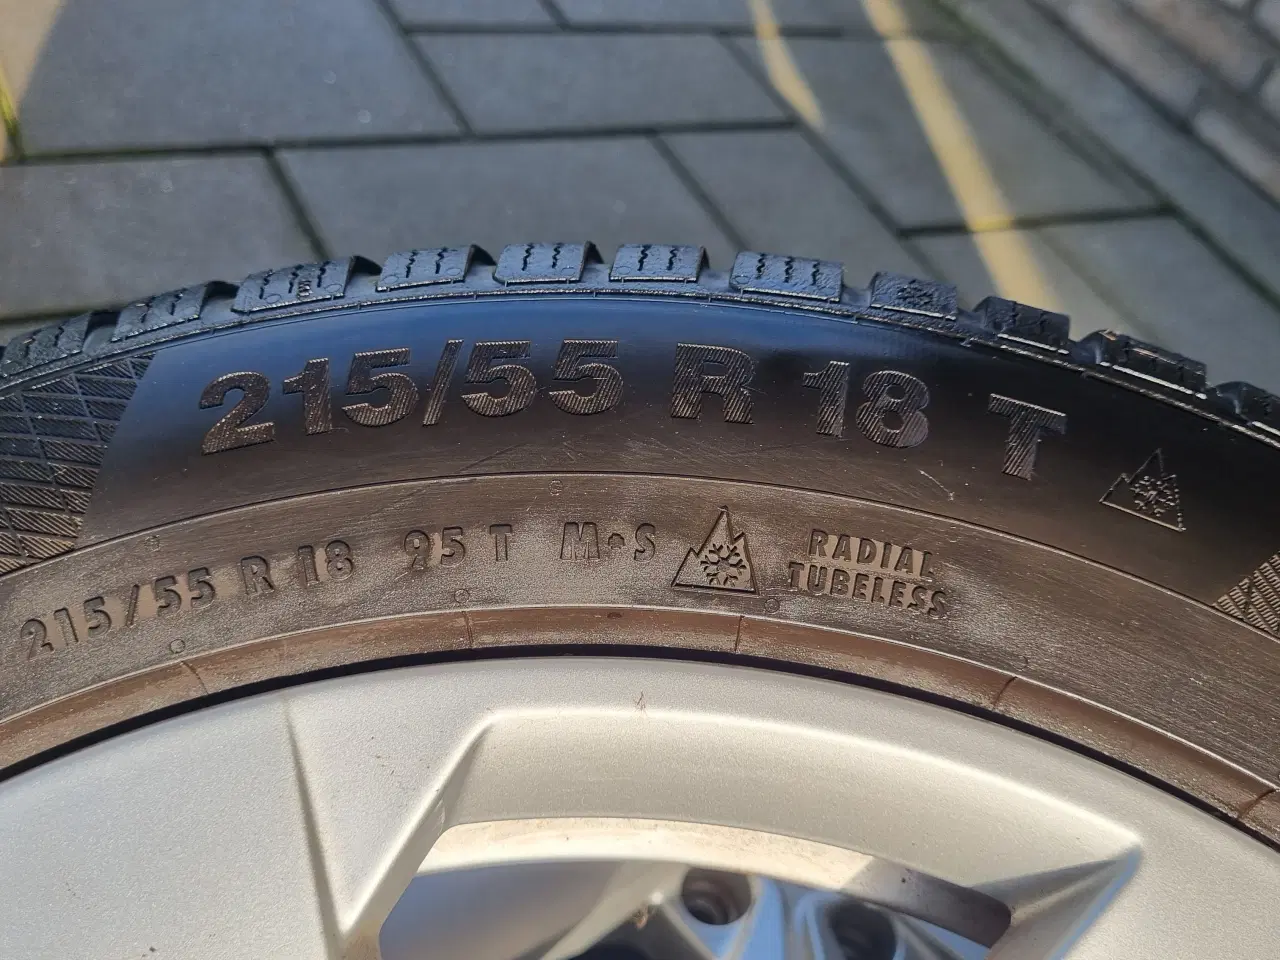 215/55 R 18 T
215/55 R 18 95 T M+S RADIAL
TUBELESS